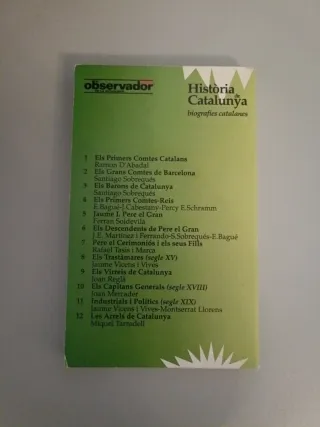 observador
Història
Catalunya
biografies catalanes
1 Els Primers Comtes Catalans
Ramon D'Abadal
2 Els Grans Comtes de Barcelona
Santiago Sobrequés
3 Els Barons de Catalunya
Santiago Sobrequés
4 Els Primers Comtes-Reis
E.Bagué-J.Cabestany-Percy E.Schramm
5 Jaume I. Pere el Gran
Ferran Soldevila
6 Els Descendents de Pere el Gran
J.E. Martínez i Ferrando-S.Sobrequés-E.Bagué
7 Pere el Cerimoniós i els seus Fills
Rafael Tasis i Marca
8 Els Trastàmares (segle XV)
Jaume Vicens i Vives
9 Els Virreis de Catalunya
Joan Reglà
10 Els Capitans Generals (segle XVIII)
Joan Mercader
11 Industrials i Polítics (segle XIX)
Jaume Vicens i Vives-Montserrat Llorens
12 Les Arrels de Catalunya
Miquel Tarradell